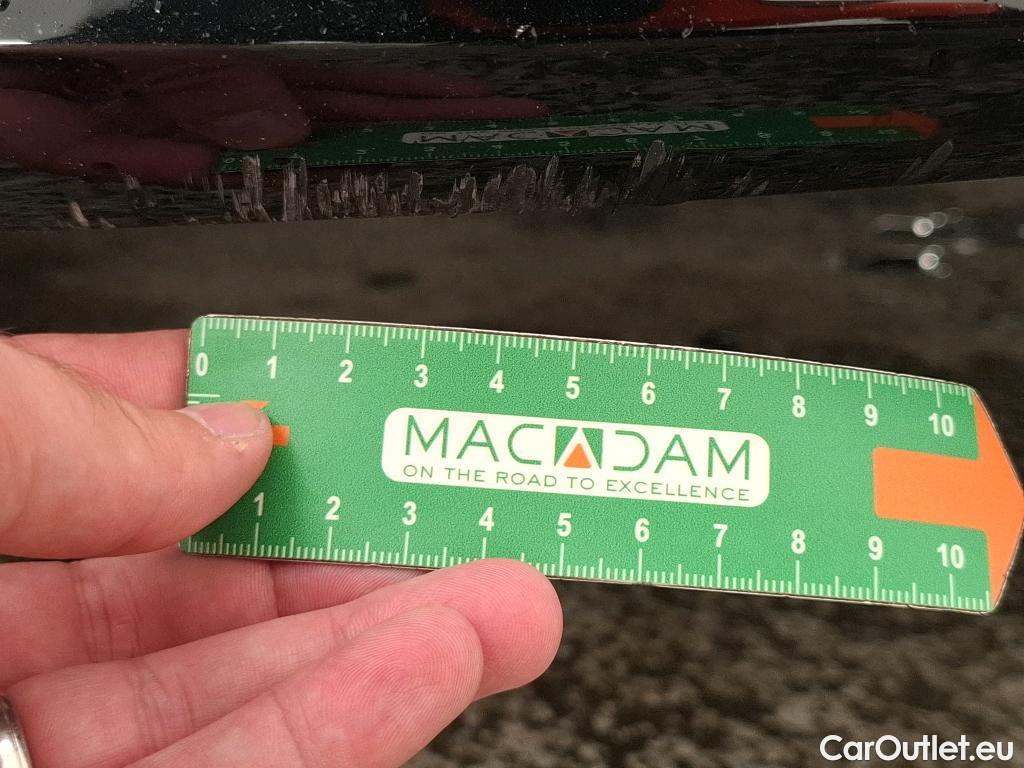 0 1 2 3 4 5 6 7 8 9 10
MACADAM
ON THE ROAD TO EXCELLENCE
1 2 3 4 5 6 7 8 9 10
CarOutlet.eu